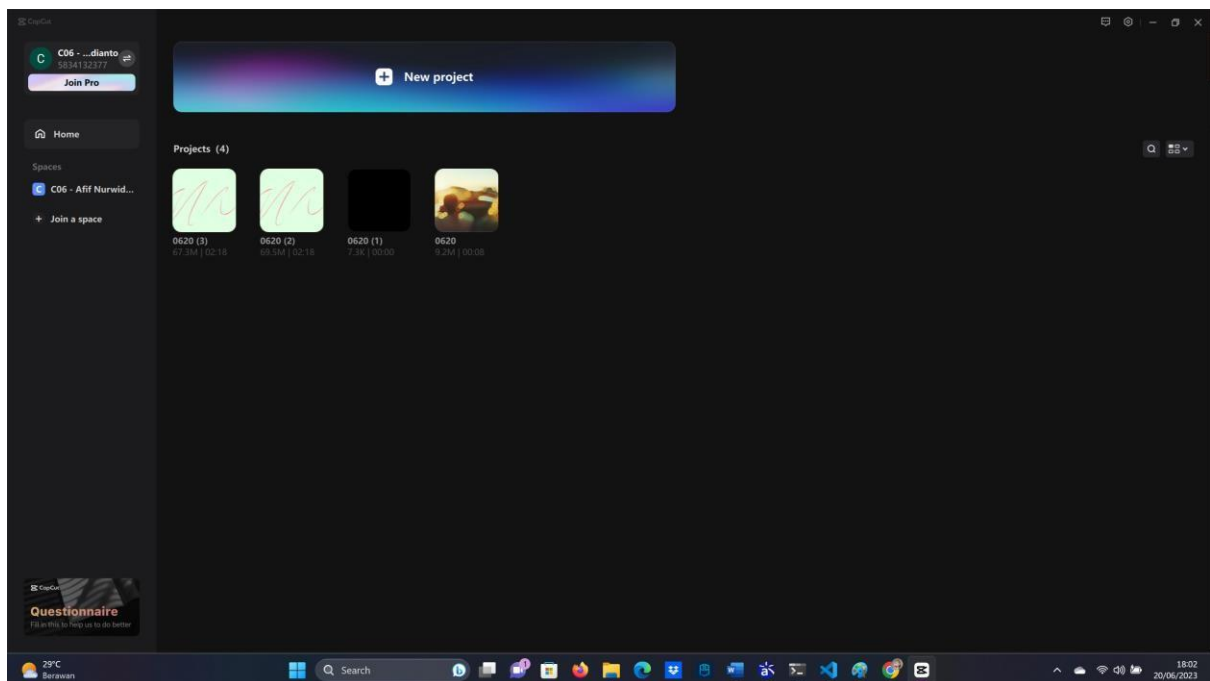 CapCut
C
C06 - ...dianto
5834132377
Join Pro
New project
Home
Projects (4)
Spaces
C
C06 - Afif Nurwid...
+ Join a space
0620 (3)
67.3M | 02:18
0620 (2)
69.5M | 02:18
0620 (1)
7.3K | 00:00
0620
9.2M | 00:08
CapCut
Questionnaire
Fill in this to help us to do better
29°C
Berawan
Search
18:02
20/06/2023